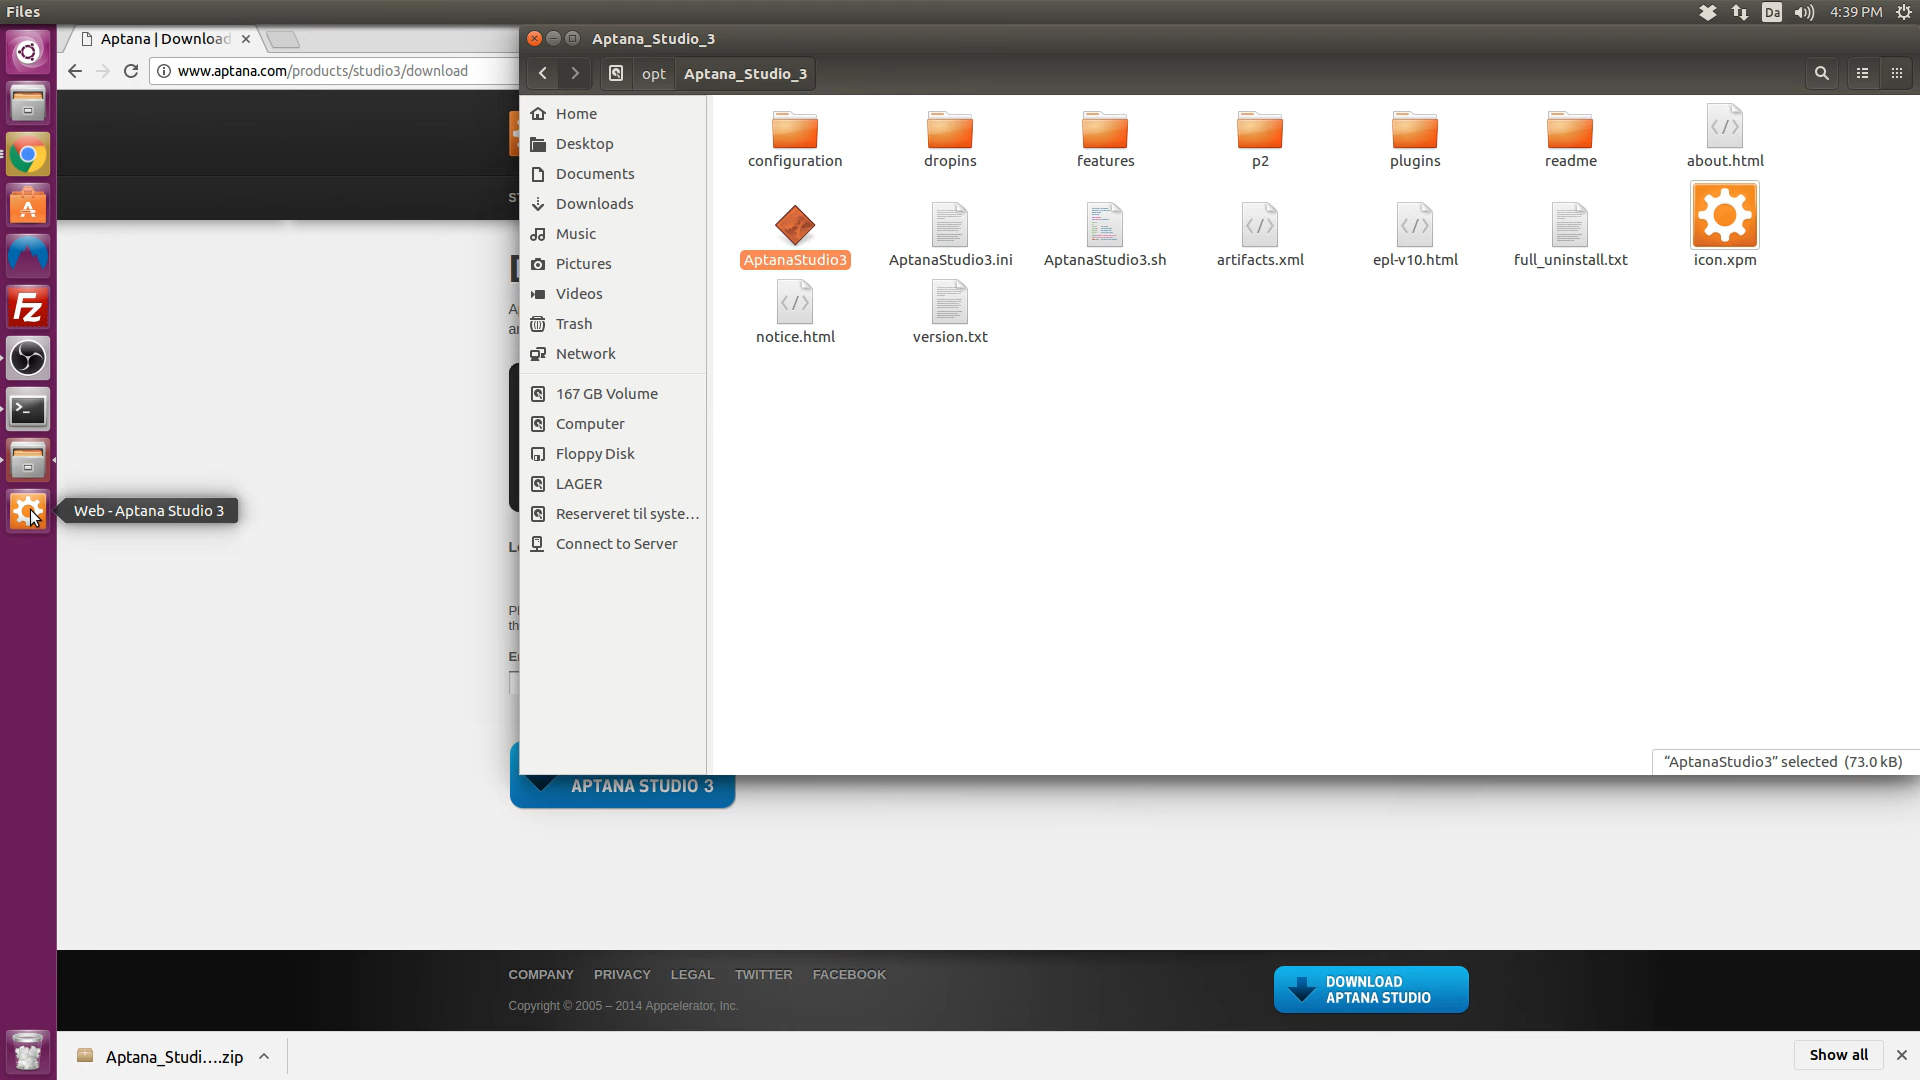 Files
Da
4:39 PM
Aptana | Download
www.aptana.com/products/studio3/download
Aptana_Studio_3
opt
Aptana_Studio_3
Home
Desktop
Documents
Downloads
Music
Pictures
Videos
Trash
Network
167 GB Volume
Computer
Floppy Disk
LAGER
Reserveret til syste...
Connect to Server
configuration
dropins
features
p2
plugins
readme
about.html
AptanaStudio3
AptanaStudio3.ini
AptanaStudio3.sh
artifacts.xml
epl-v10.html
full_uninstall.txt
icon.xpm
notice.html
version.txt
"AptanaStudio3" selected (73.0 kB)
Web - Aptana Studio 3
APTANA STUDIO 3
COMPANY PRIVACY LEGAL TWITTER FACEBOOK
Copyright © 2005 – 2014 Appcelerator, Inc.
DOWNLOAD
APTANA STUDIO
Aptana_Studi....zip
Show all